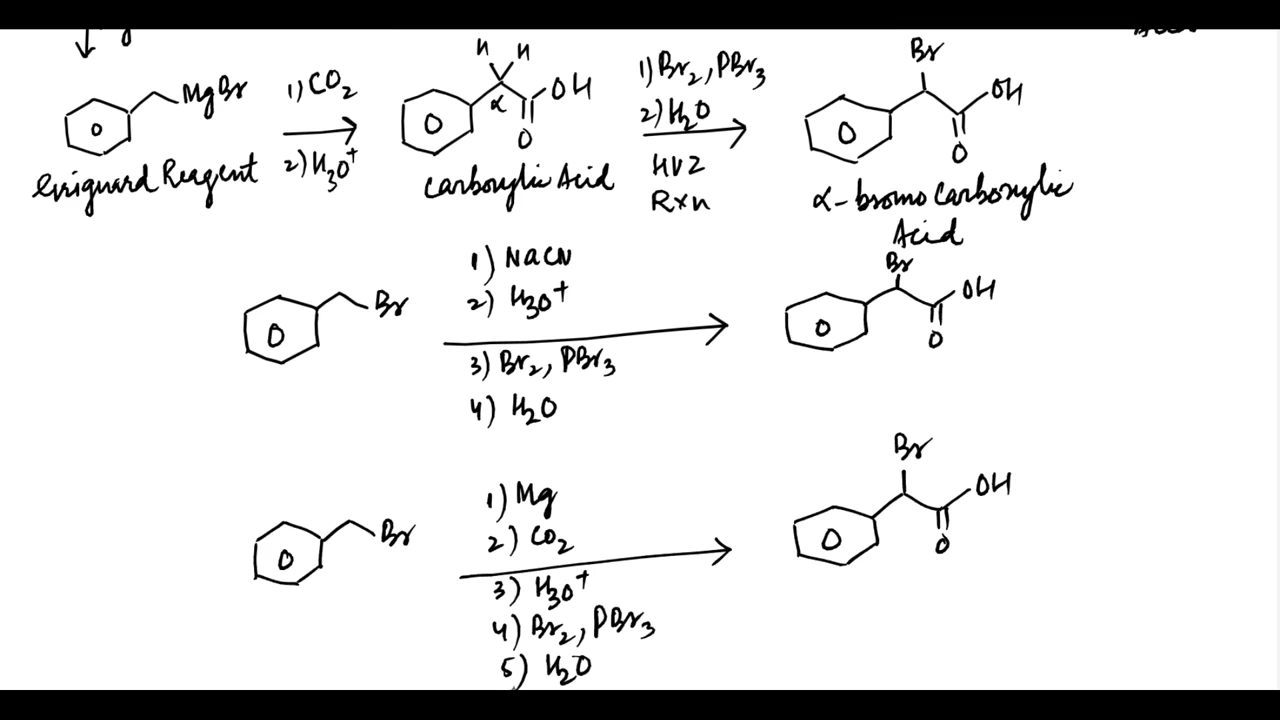 MgBr
1) CO2
2) H3O+
Grignard Reagent
H H
α
OH
O
Carboxylic Acid
1) Br2, PBr3
2) H2O
HVZ
Rxn
Br
OH
O
α-bromo Carboxylic
Acid
Br
1) NaCN
2) H3O+
3) Br2, PBr3
4) H2O
Br
OH
O
Br
1) Mg
2) CO2
3) H3O+
4) Br2, PBr3
5) H2O
Br
OH
O